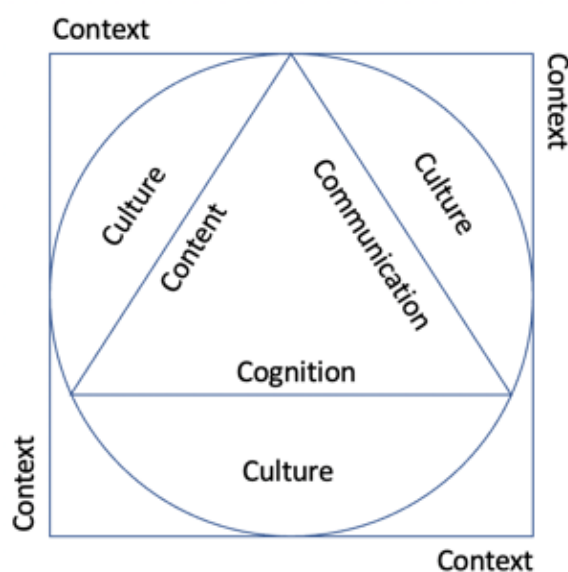 Context
Context
Culture
Culture
Content
Communication
Cognition
Culture
Context
Context